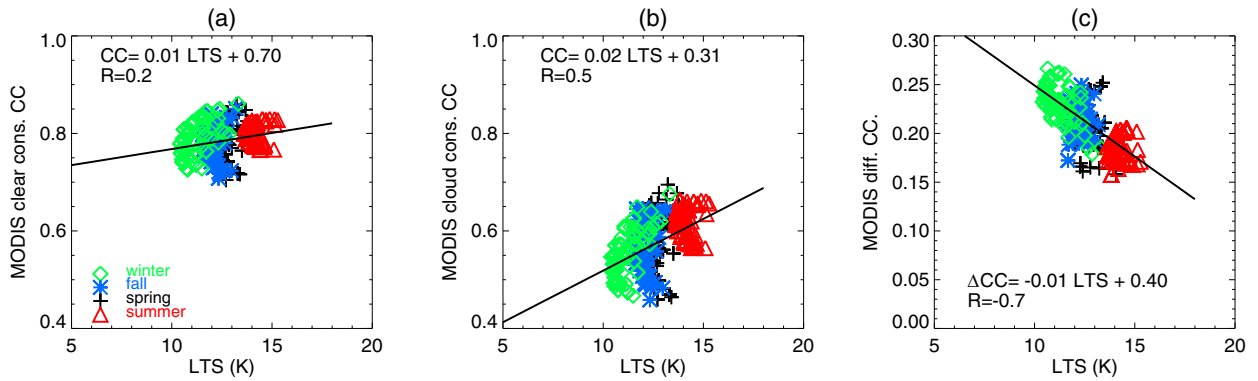 (a)
CC= 0.01 LTS + 0.70
R=0.2
MODIS clear cons. CC
1.0
0.8
0.6
0.4
winter
fall
spring
summer
5 10 15 20
LTS (K)
(b)
CC= 0.02 LTS + 0.31
R=0.5
MODIS cloud cons. CC
1.0
0.8
0.6
0.4
5 10 15 20
LTS (K)
(c)
MODIS diff. CC.
0.30
0.25
0.20
0.15
0.10
0.05
0.00
ΔCC= -0.01 LTS + 0.40
R=-0.7
5 10 15 20
LTS (K)